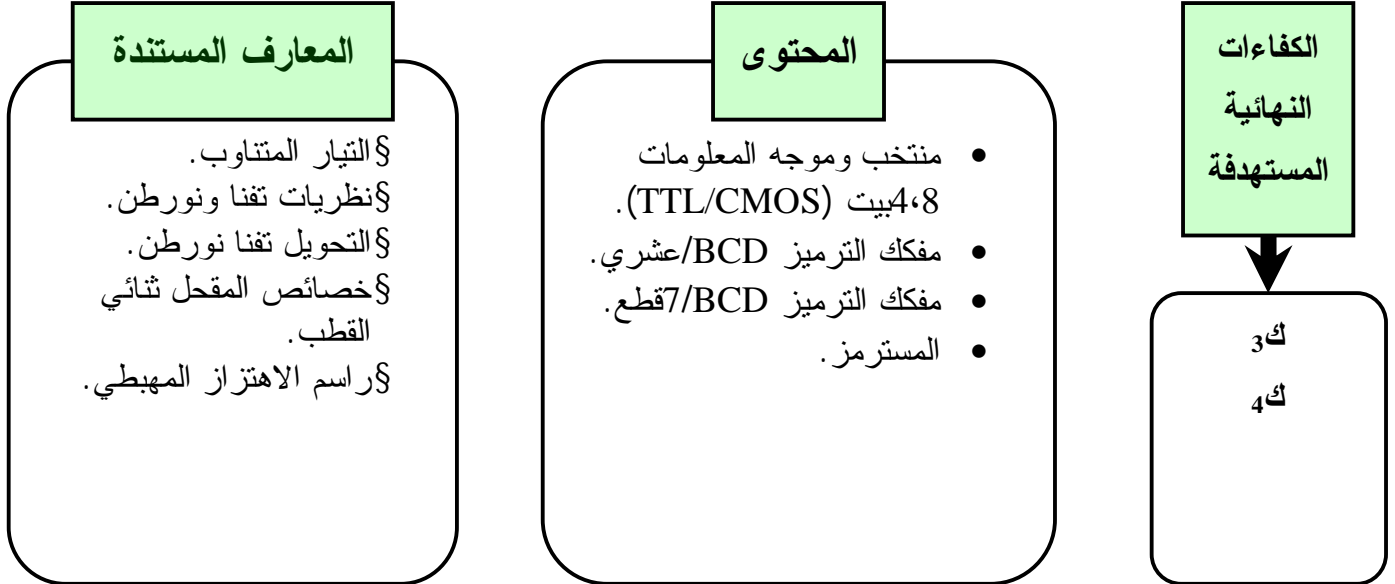 الكفاءات
النهائية
المستهدفة
ك3
ك4
المحتوى
• منتخب وموجه المعلومات
4،8بيت (TTL/CMOS).
• مفكك الترميز BCD/عشري.
• مفكك الترميز BCD/7قطع.
• المسترمز.
المعارف المستندة
§التيار المتناوب.
§نظريات تفنا ونورطن.
§التحويل تفنا نورطن.
§خصائص المقحل ثنائي
القطب.
§راسم الاهتزاز المهبطي.